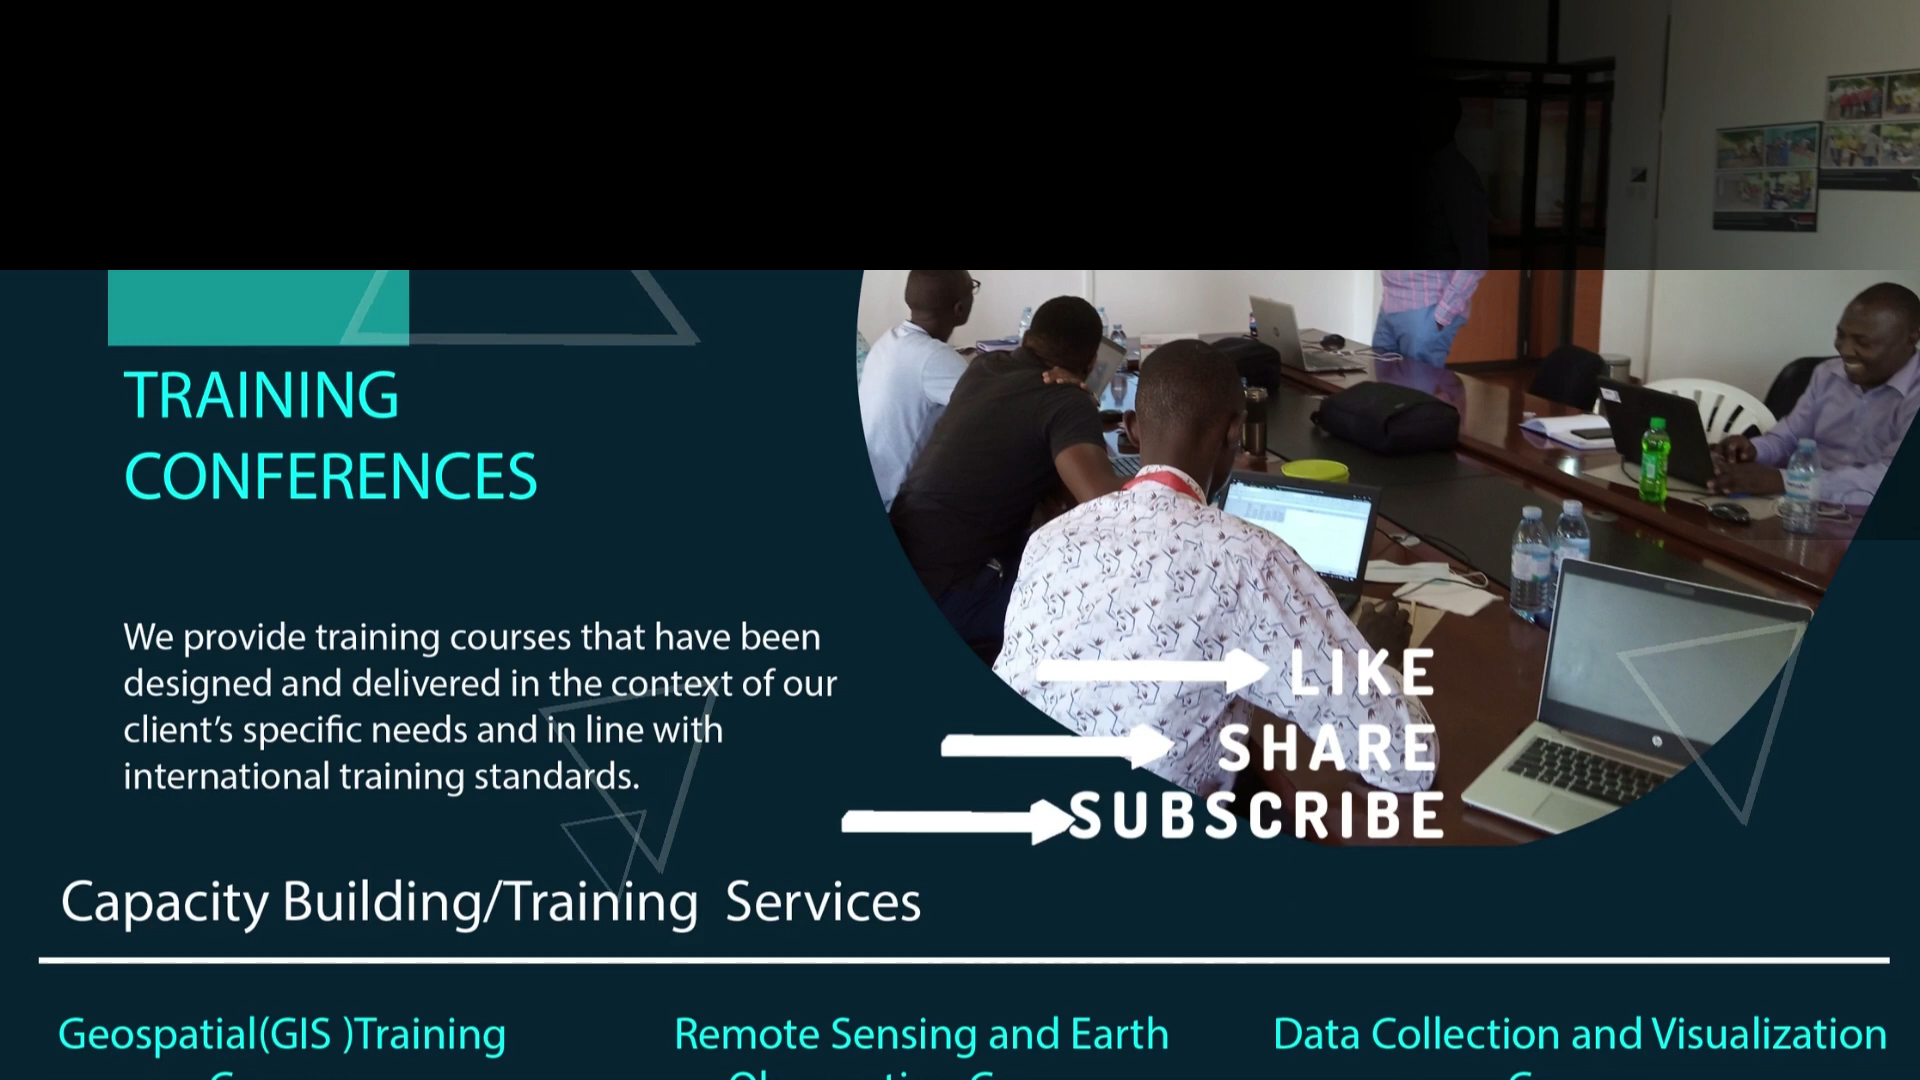 TRAINING
CONFERENCES
We provide training courses that have been
designed and delivered in the context of our
client's specific needs and in line with
international training standards.
LIKE
SHARE
SUBSCRIBE
Capacity Building/Training Services
Geospatial(GIS )Training
Remote Sensing and Earth
Data Collection and Visualization